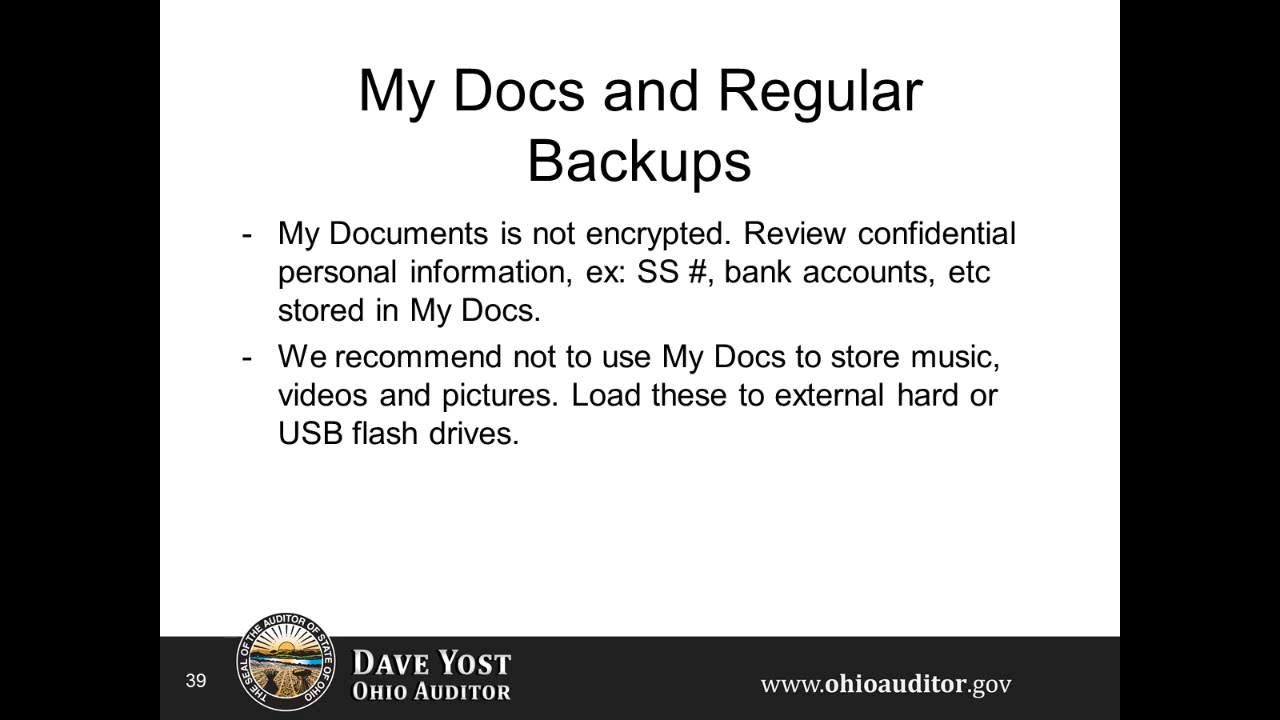 My Docs and Regular
Backups
- My Documents is not encrypted. Review confidential
personal information, ex: SS #, bank accounts, etc
stored in My Docs.
- We recommend not to use My Docs to store music,
videos and pictures. Load these to external hard or
USB flash drives.
39
THE SEAL OF THE AUDITOR OF STATE OF OHIO
DAVE YOST
OHIO AUDITOR
www.ohioauditor.gov